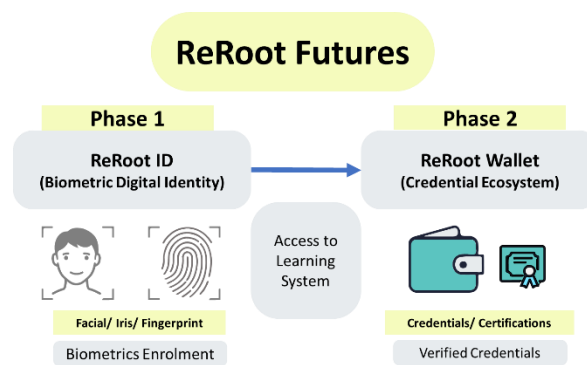 ReRoot Futures
Phase 1
ReRoot ID
(Biometric Digital Identity)
Facial/ Iris/ Fingerprint
Biometrics Enrolment
Access to
Learning
System
Phase 2
ReRoot Wallet
(Credential Ecosystem)
Credentials/ Certifications
Verified Credentials